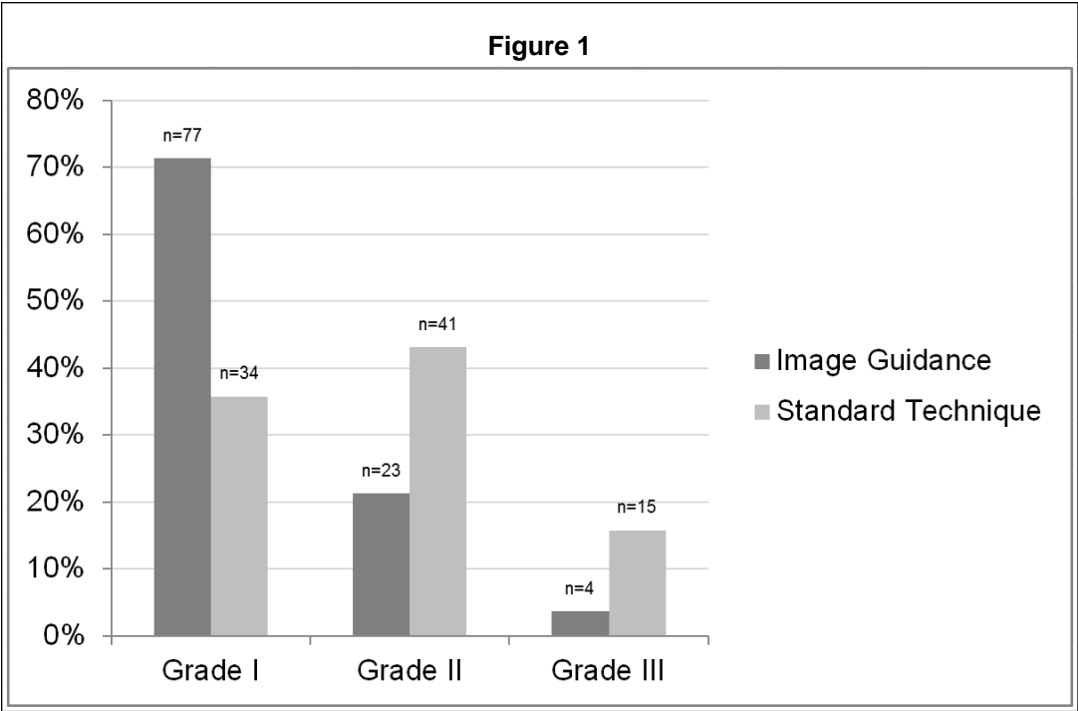 Figure 1
80%
70%
60%
50%
40%
30%
20%
10%
0%
n=77
n=34
n=23
n=41
n=4
n=15
Grade I
Grade II
Grade III
Image Guidance
Standard Technique